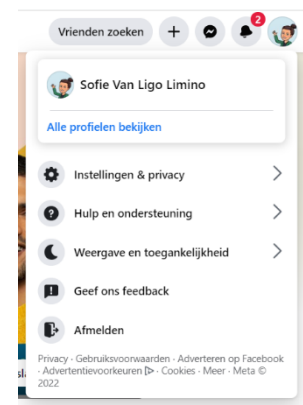 Vrienden zoeken
2
Sofie Van Ligo Limino
Alle profielen bekijken
Instellingen & privacy
Hulp en ondersteuning
Weergave en toegankelijkheid
Geef ons feedback
Afmelden
Privacy · Gebruiksvoorwaarden · Adverteren op Facebook
· Advertentievoorkeuren · Cookies · Meer · Meta ©
2022